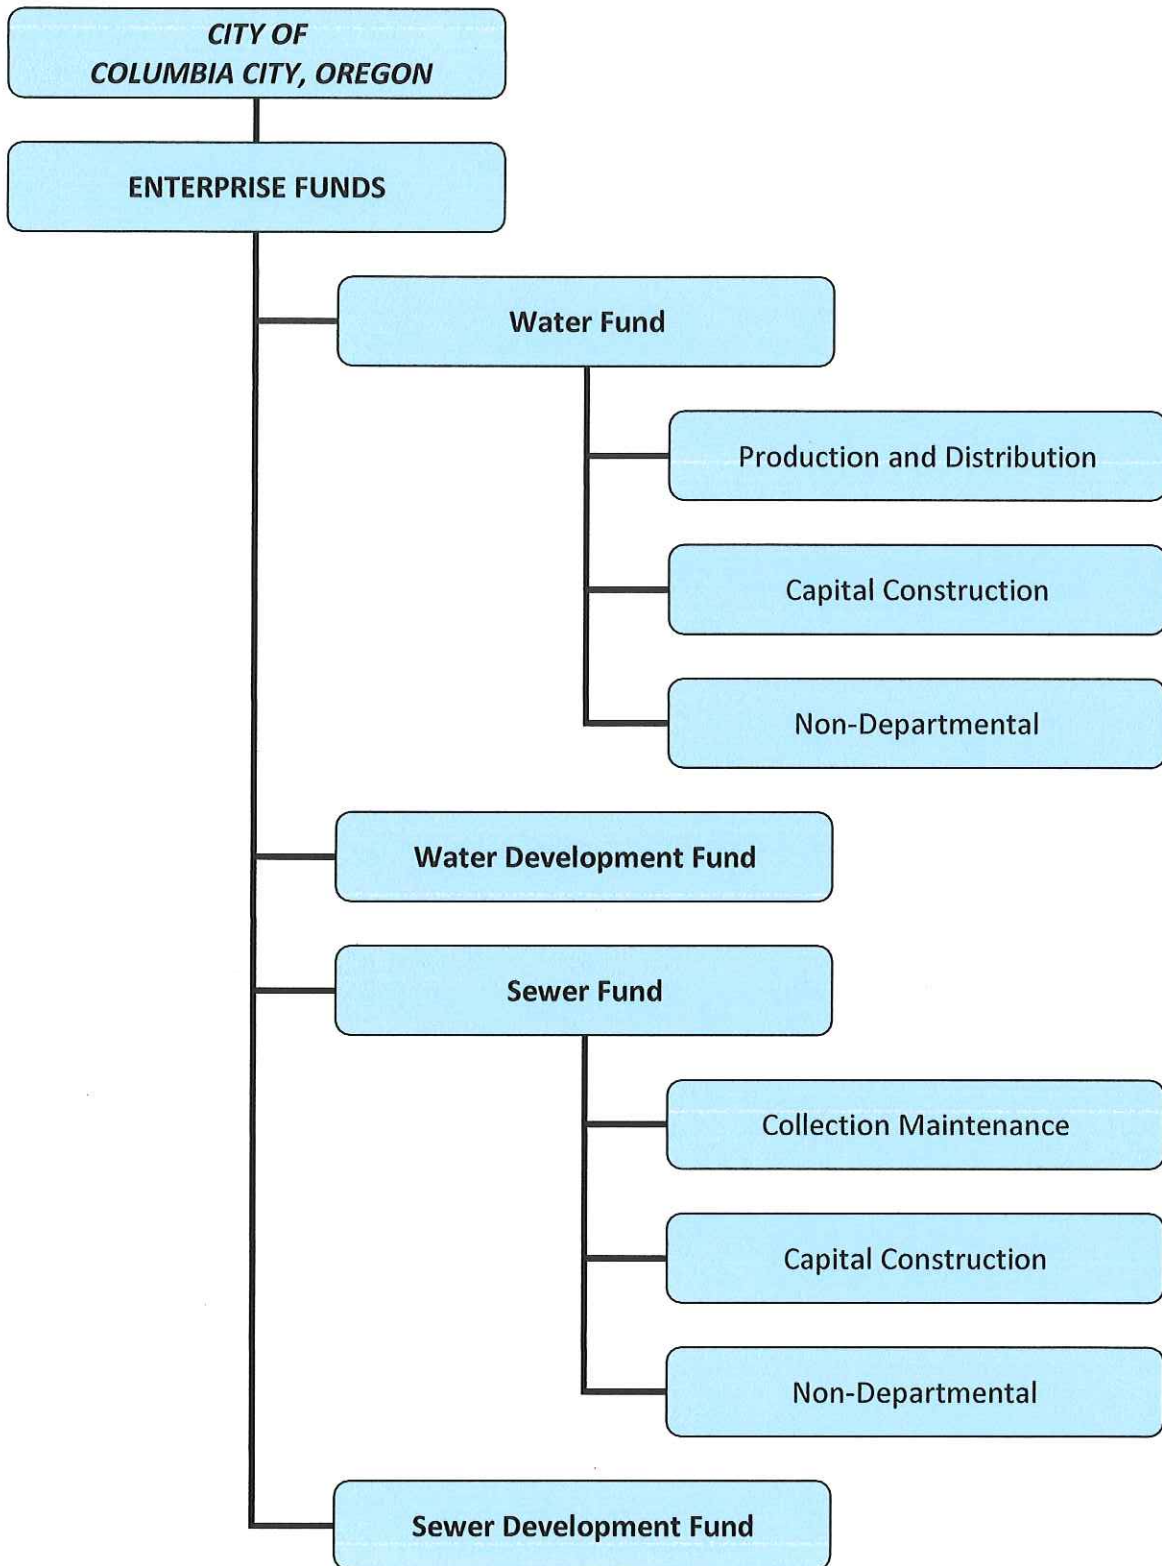 CITY OF
COLUMBIA CITY, OREGON
ENTERPRISE FUNDS
Water Fund
Production and Distribution
Capital Construction
Non-Departmental
Water Development Fund
Sewer Fund
Collection Maintenance
Capital Construction
Non-Departmental
Sewer Development Fund